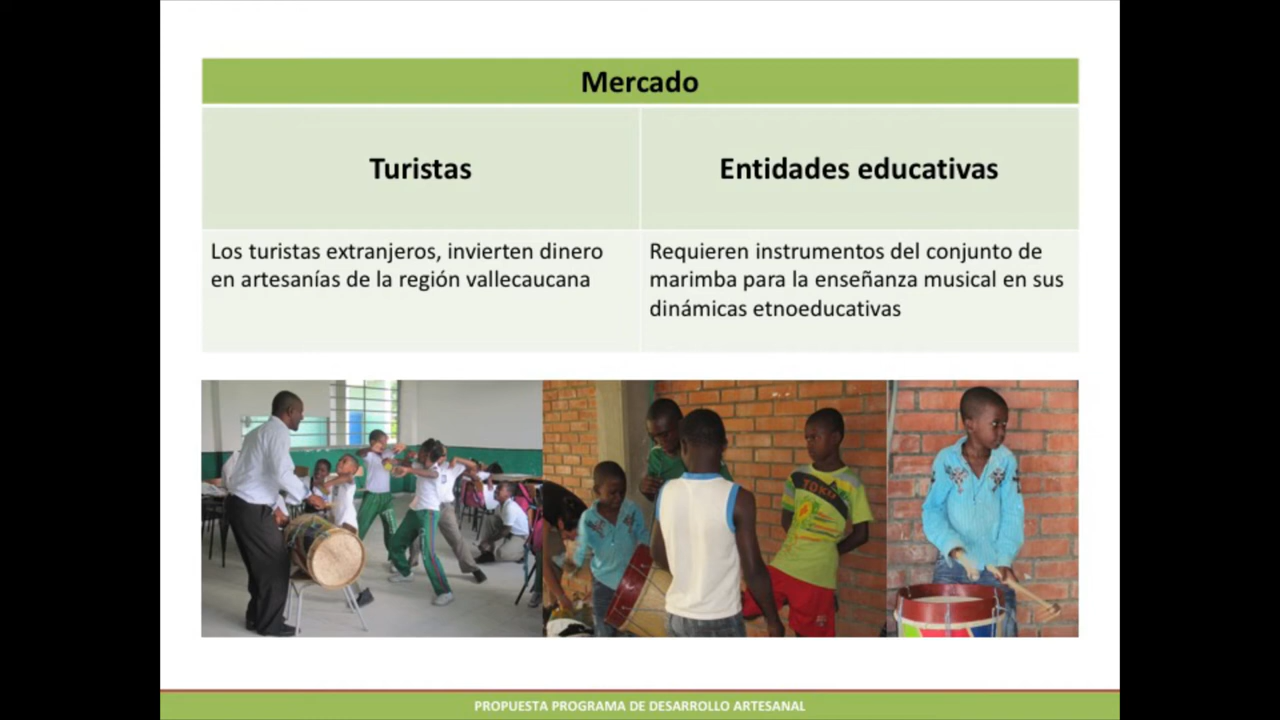 Mercado
Turistas
Entidades educativas
Los turistas extranjeros, invierten dinero
en artesanías de la región vallecaucana
Requieren instrumentos del conjunto de
marimba para la enseñanza musical en sus
dinámicas etnoeducativas
TOKU
PROPUESTA PROGRAMA DE DESARROLLO ARTESANAL